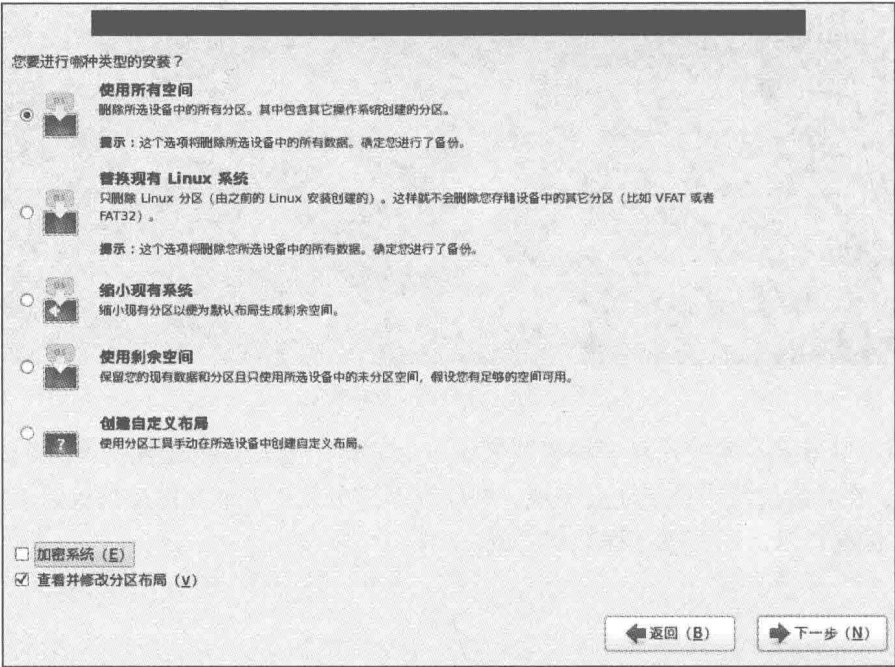 您要进行哪种类型的安装？
使用所有空间
删除所选设备中的所有分区。其中包含其它操作系统创建的分区。
提示：这个选项将删除所选设备中的所有数据。确定您进行了备份。
替换现有 Linux 系统
只删除 Linux 分区（由之前的 Linux 安装创建的）。这样就不会删除您存储设备中的其它分区（比如 VFAT 或者
FAT32）。
提示：这个选项将删除您所选设备中的所有数据。确定您进行了备份。
缩小现有系统
缩小现有分区以便为默认布局生成剩余空间。
使用剩余空间
保留您的现有数据和分区且只使用所选设备中的未分区空间，假设您有足够的空间可用。
创建自定义布局
使用分区工具手动在所选设备中创建自定义布局。
OS
OS
OS
OS
?
加密系统（E）
查看并修改分区布局（V）
返回（B）
下一步（N）